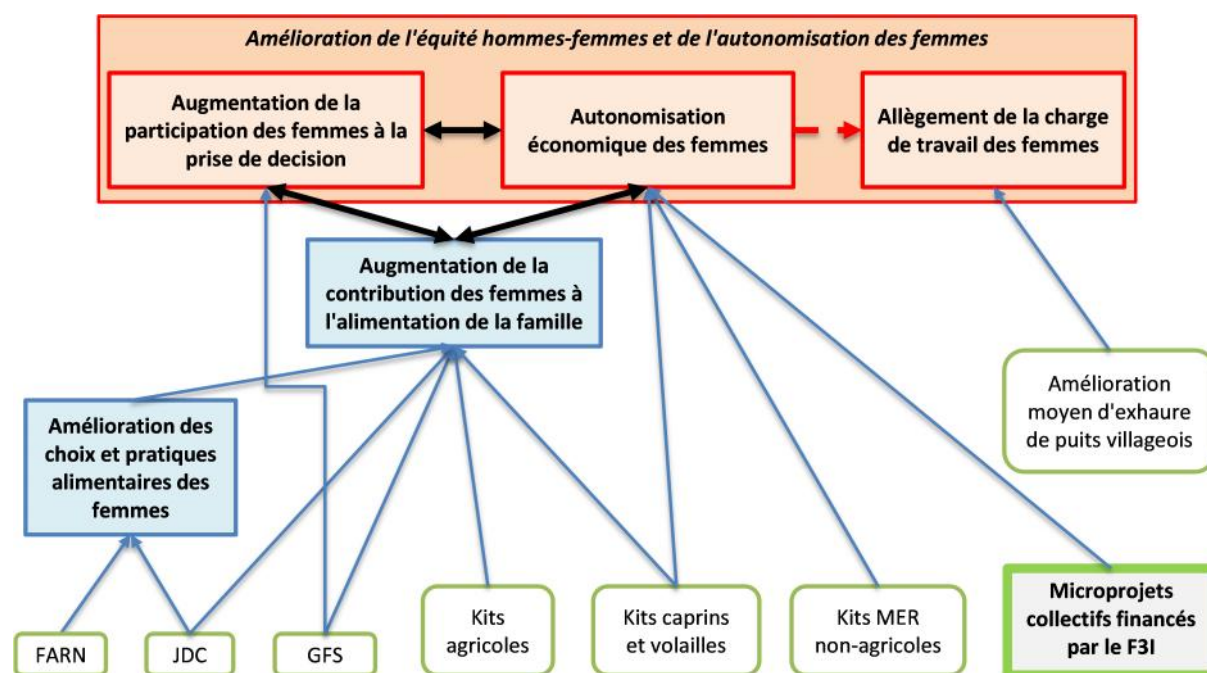 Amélioration de l'équité hommes-femmes et de l'autonomisation des femmes
Augmentation de la
participation des femmes à la
prise de decision
Autonomisation
économique des femmes
Allègement de la charge
de travail des femmes
Augmentation de la
contribution des femmes à
l'alimentation de la famille
Amélioration
moyen d'exhaure
de puits villageois
Amélioration des
choix et pratiques
alimentaires des
femmes
FARN
JDC
GFS
Kits
agricoles
Kits caprins
et volailles
Kits MER
non-agricoles
Microprojets
collectifs financés
par le F3I